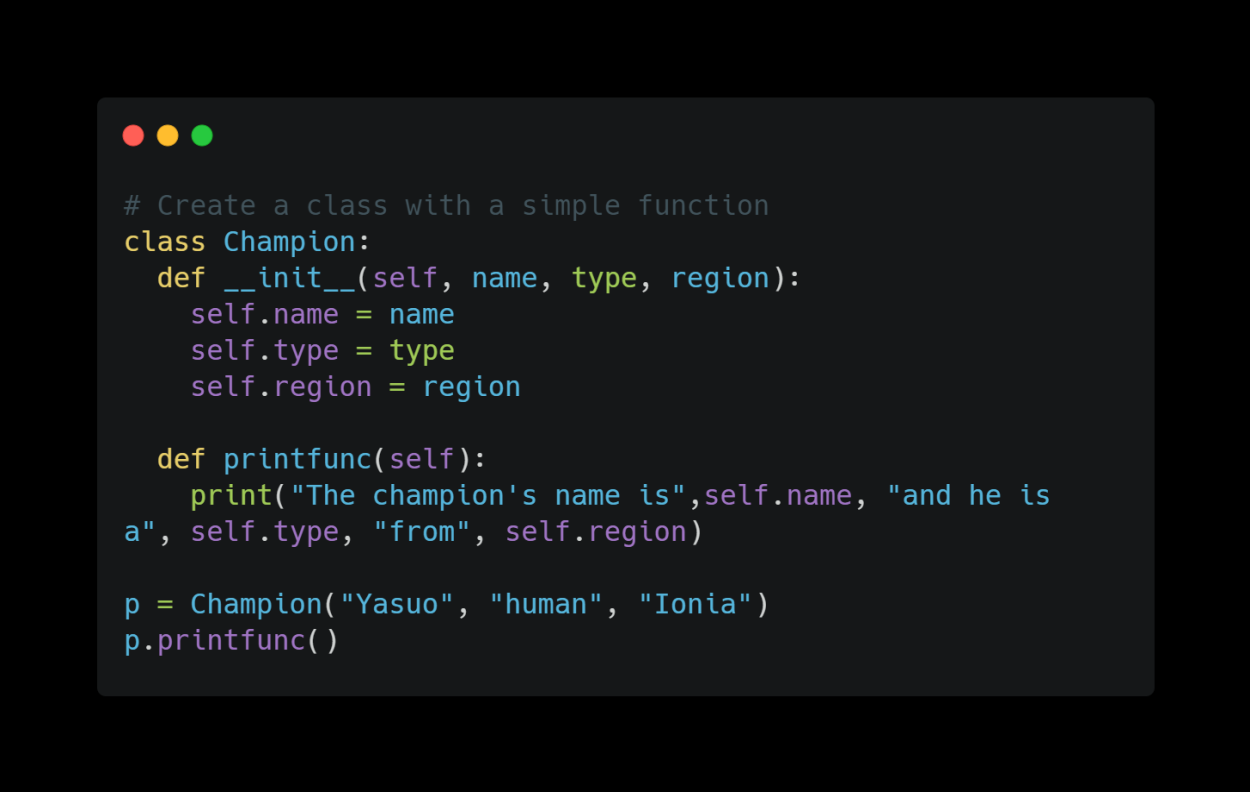 # Create a class with a simple function
class Champion:
  def __init__(self, name, type, region):
    self.name = name
    self.type = type
    self.region = region

  def printfunc(self):
    print("The champion's name is",self.name, "and he is
a", self.type, "from", self.region)

p = Champion("Yasuo", "human", "Ionia")
p.printfunc()